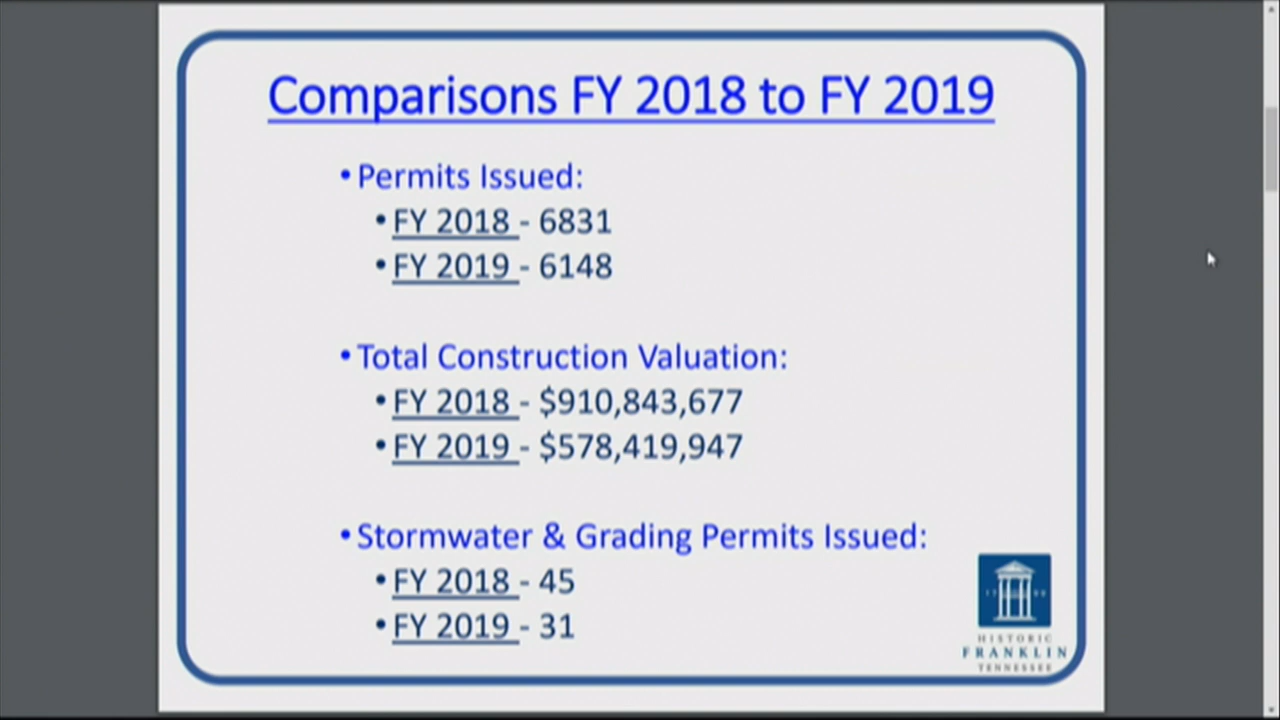 Comparisons FY 2018 to FY 2019
• Permits Issued:
• FY 2018 - 6831
• FY 2019 - 6148
• Total Construction Valuation:
• FY 2018 - $910,843,677
• FY 2019 - $578,419,947
• Stormwater & Grading Permits Issued:
• FY 2018 - 45
• FY 2019 - 31
HISTORIC
FRANKLIN
TENNESSEE